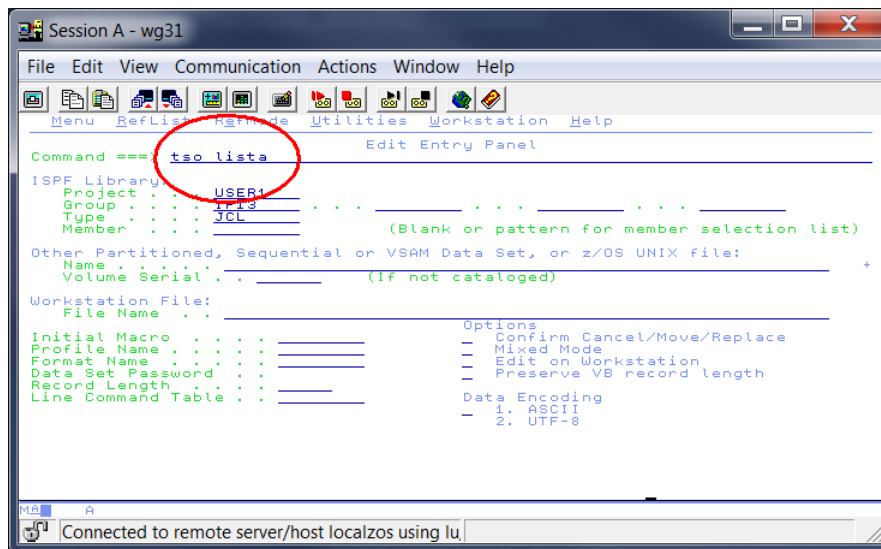 Session A - wg31
File Edit View Communication Actions Window Help
Menu RefList RefMode Utilities Workstation Help
Edit Entry Panel
Command ===> tso lista
ISPF Library:
Project . . . USER1
Group . . . . IPI3 . . . . . . . . .
Type . . . . JCL
Member . . . (Blank or pattern for member selection list)
Other Partitioned, Sequential or VSAM Data Set, or z/OS UNIX file:
Name . . . . . +
Volume Serial . . (If not cataloged)
Workstation File:
File Name . .
Options
Initial Macro . . . . Confirm Cancel/Move/Replace
Profile Name . . . . . Mixed Mode
Format Name . . . . . Edit on Workstation
Data Set Password . . Preserve VB record length
Record Length . . . .
Line Command Table . . Data Encoding
1. ASCII
2. UTF-8
MA A
Connected to remote server/host localzos using lu